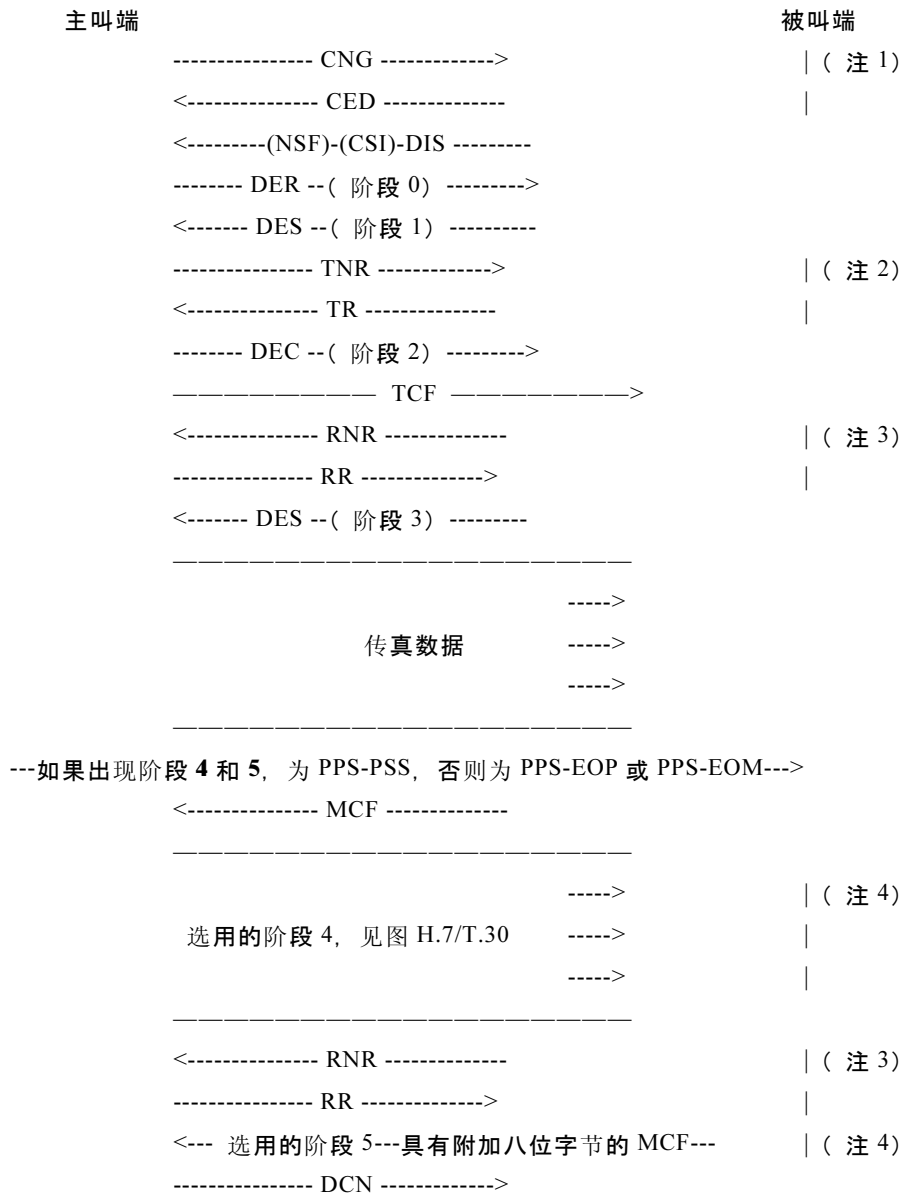 主叫端 被叫端
---------------- CNG -------------> |（注 1）
<--------------- CED -------------- |
<---------(NSF)-(CSI)-DIS ---------
-------- DER --（阶段 0）--------->
<------- DES --（阶段 1）----------
---------------- TNR -------------> |（注 2）
<--------------- TR --------------- |
-------- DEC --（阶段 2）--------->
———————— TCF ———————>
<--------------- RNR -------------- |（注 3）
---------------- RR --------------> |
<------- DES --（阶段 3）---------
——————————————————
----->
传真数据 ----->
----->
——————————————————
---如果出现阶段 4 和 5，为 PPS-PSS，否则为 PPS-EOP 或 PPS-EOM--->
<--------------- MCF --------------
——————————————————
-----> |（注 4）
选用的阶段 4，见图 H.7/T.30 -----> |
-----> |
——————————————————
<--------------- RNR ------------- |（注 3）
---------------- RR --------------> |
<--- 选用的阶段 5---具有附加八位字节的 MCF--- |（注 4）
---------------- DCN ------------->